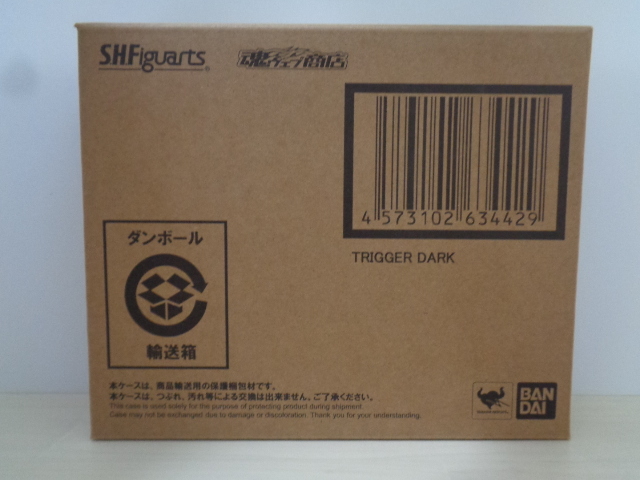 S.H.Figuarts
魂ウェブ商店
4 573102 634429
TRIGGER DARK
ダンボール
輸送箱
本ケースは、商品輸送用の保護梱包材です。
本ケースは、つぶれ、汚れ等による交換は出来ません。ご了承ください。
This case is used solely for the purpose of protecting product during shipment.
Case may not be exchanged due to damage or discoloration. Thank you for your understanding.
BAN
DAI